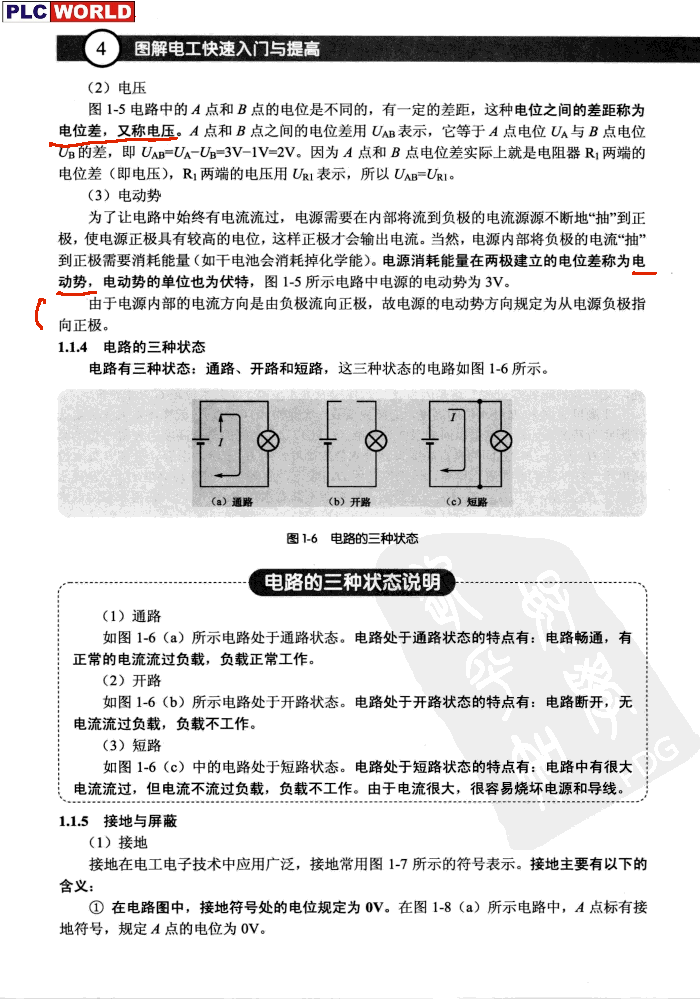 PLC WORLD
4 图解电工快速入门与提高
（2）电压
图 1-5 电路中的 A 点和 B 点的电位是不同的，有一定的差距，这种电位之间的差距称为
电位差，又称电压。A 点和 B 点之间的电位差用 UAB 表示，它等于 A 点电位 UA 与 B 点电位
UB 的差，即 UAB=UA−UB=3V−1V=2V。因为 A 点和 B 点电位差实际上就是电阻器 R1 两端的
电位差（即电压），R1 两端的电压用 UR1 表示，所以 UAB=UR1。
（3）电动势
为了让电路中始终有电流流过，电源需要在内部将流到负极的电流源源不断地“抽”到正
极，使电源正极具有较高的电位，这样正极才会输出电流。当然，电源内部将负极的电流“抽”
到正极需要消耗能量（如干电池会消耗掉化学能）。电源消耗能量在两极建立的电位差称为电
动势，电动势的单位也为伏特，图 1-5 所示电路中电源的电动势为 3V。
由于电源内部的电流方向是由负极流向正极，故电源的电动势方向规定为从电源负极指
向正极。
1.1.4 电路的三种状态
电路有三种状态：通路、开路和短路，这三种状态的电路如图 1-6 所示。
I
I
（a）通路 （b）开路 （c）短路
图 1-6 电路的三种状态
电路的三种状态说明
（1）通路
如图 1-6（a）所示电路处于通路状态。电路处于通路状态的特点有：电路畅通，有
正常的电流流过负载，负载正常工作。
（2）开路
如图 1-6（b）所示电路处于开路状态。电路处于开路状态的特点有：电路断开，无
电流流过负载，负载不工作。
（3）短路
如图 1-6（c）中的电路处于短路状态。电路处于短路状态的特点有：电路中有很大
电流流过，但电流不流过负载，负载不工作。由于电流很大，很容易烧坏电源和导线。
1.1.5 接地与屏蔽
（1）接地
接地在电工电子技术中应用广泛，接地常用图 1-7 所示的符号表示。接地主要有以下的
含义：
① 在电路图中，接地符号处的电位规定为 0V。在图 1-8（a）所示电路中，A 点标有接
地符号，规定 A 点的电位为 0V。